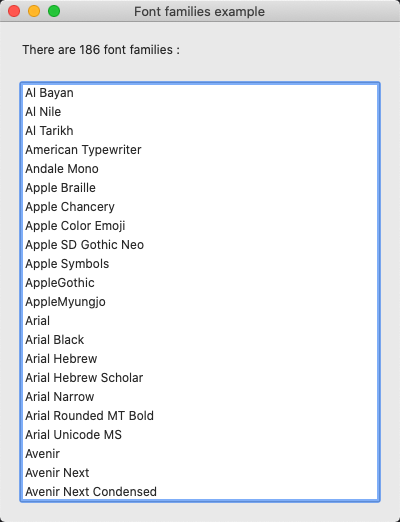 Font families example
There are 186 font families :
Al Bayan
Al Nile
Al Tarikh
American Typewriter
Andale Mono
Apple Braille
Apple Chancery
Apple Color Emoji
Apple SD Gothic Neo
Apple Symbols
AppleGothic
AppleMyungjo
Arial
Arial Black
Arial Hebrew
Arial Hebrew Scholar
Arial Narrow
Arial Rounded MT Bold
Arial Unicode MS
Avenir
Avenir Next
Avenir Next Condensed